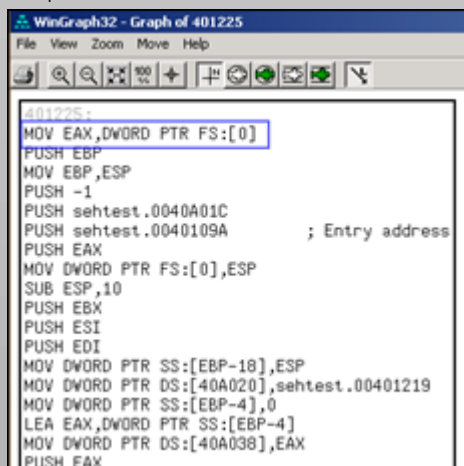 WinGraph32 - Graph of 401225
File View Zoom Move Help
401225:
MOV EAX,DWORD PTR FS:[0]
PUSH EBP
MOV EBP,ESP
PUSH -1
PUSH sehtest.0040A01C
PUSH sehtest.0040109A ; Entry address
PUSH EAX
MOV DWORD PTR FS:[0],ESP
SUB ESP,10
PUSH EBX
PUSH ESI
PUSH EDI
MOV DWORD PTR SS:[EBP-18],ESP
MOV DWORD PTR DS:[40A020],sehtest.00401219
MOV DWORD PTR SS:[EBP-4],0
LEA EAX,DWORD PTR SS:[EBP-4]
MOV DWORD PTR DS:[40A038],EAX
PUSH EAX